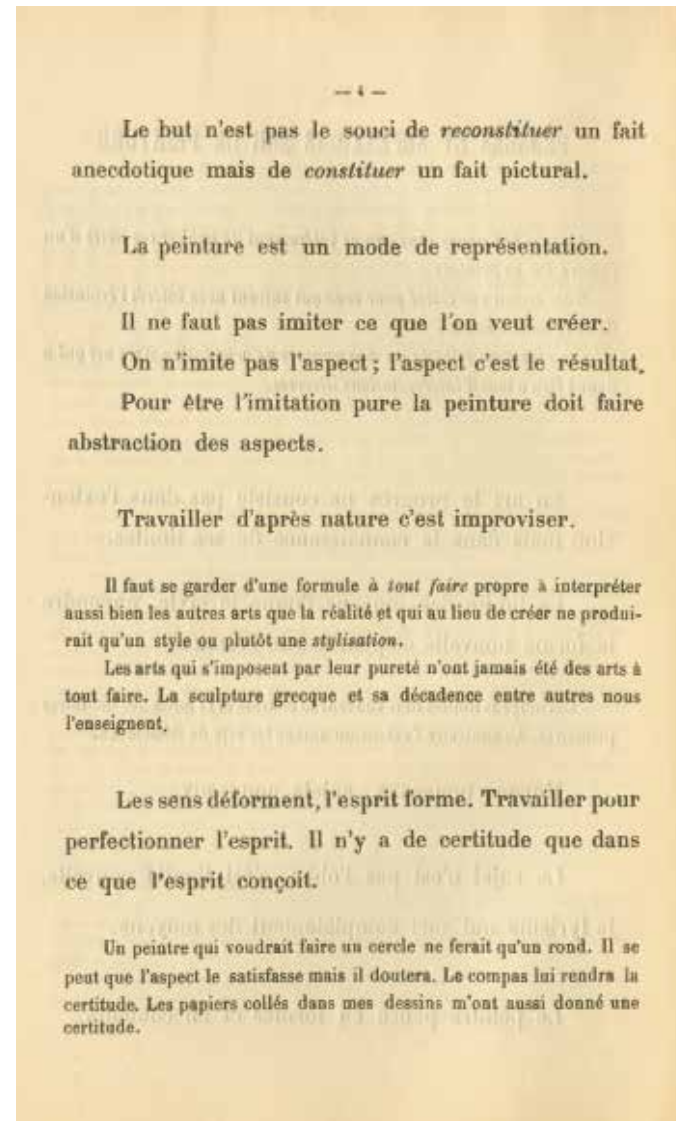 — 4 —
Le but n'est pas le souci de reconstituer un fait
anecdotique mais de constituer un fait pictural.
La peinture est un mode de représentation.
Il ne faut pas imiter ce que l'on veut créer.
On n'imite pas l'aspect ; l'aspect c'est le résultat.
Pour être l'imitation pure la peinture doit faire
abstraction des aspects.
Travailler d'après nature c'est improviser.
Il faut se garder d'une formule à tout faire propre à interpréter
aussi bien les autres arts que la réalité et qui au lieu de créer ne produi-
rait qu'un style ou plutôt une stylisation.
Les arts qui s'imposent par leur pureté n'ont jamais été des arts à
tout faire. La sculpture grecque et sa décadence entre autres nous
l'enseignent.
Les sens déforment, l'esprit forme. Travailler pour
perfectionner l'esprit. Il n'y a de certitude que dans
ce que l'esprit conçoit.
Un peintre qui voudrait faire un cercle ne ferait qu'un rond. Il se
peut que l'aspect le satisfasse mais il doutera. Le compas lui rendra la
certitude. Les papiers collés dans mes dessins m'ont aussi donné une
certitude.